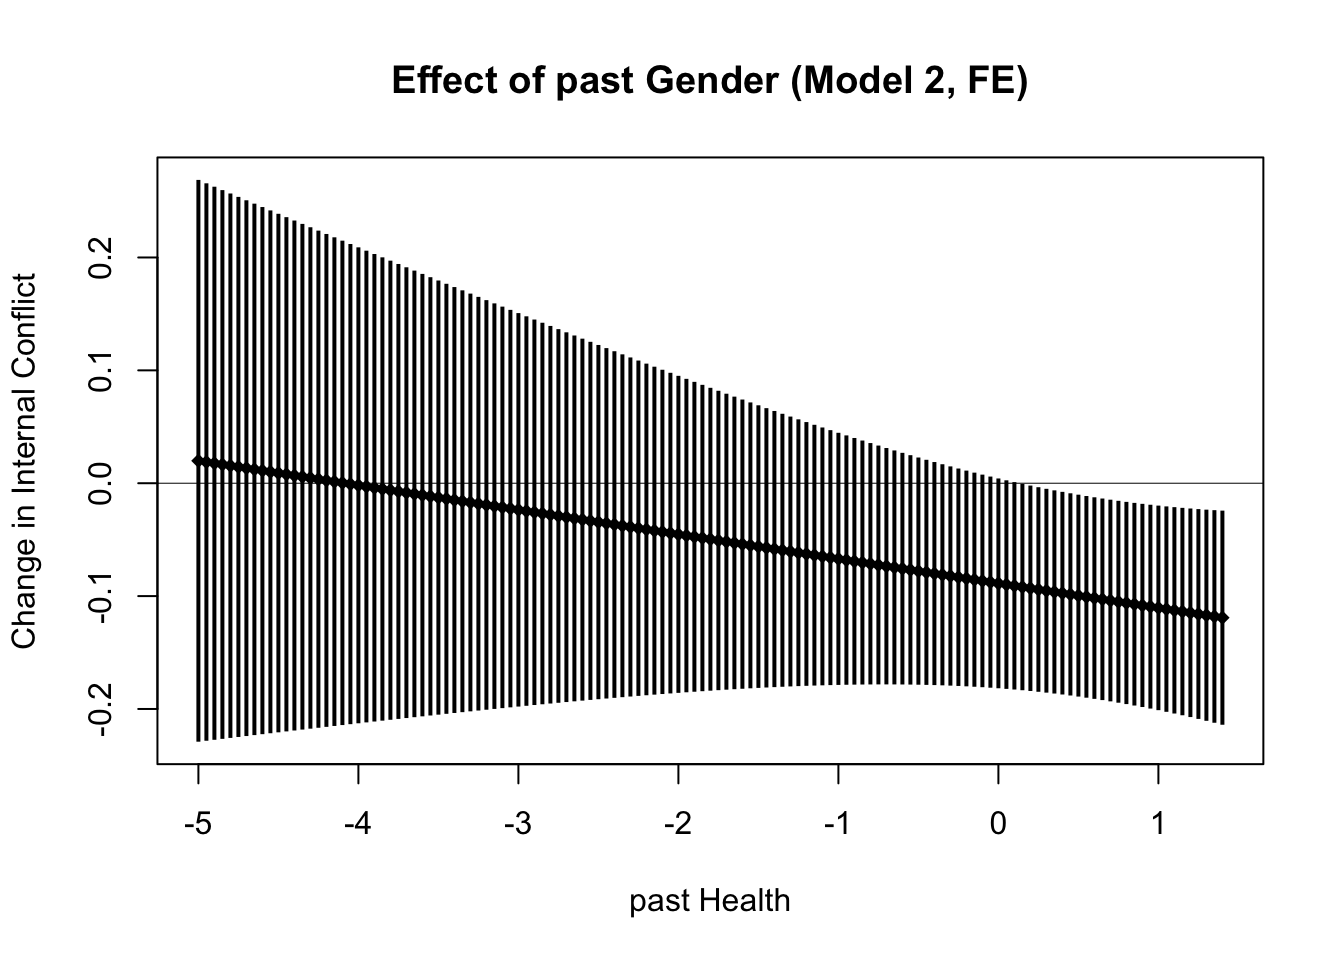 Effect of past Gender (Model 2, FE)
Change in Internal Conflict
0.2
0.1
0.0
-0.1
-0.2
-5 -4 -3 -2 -1 0 1
past Health